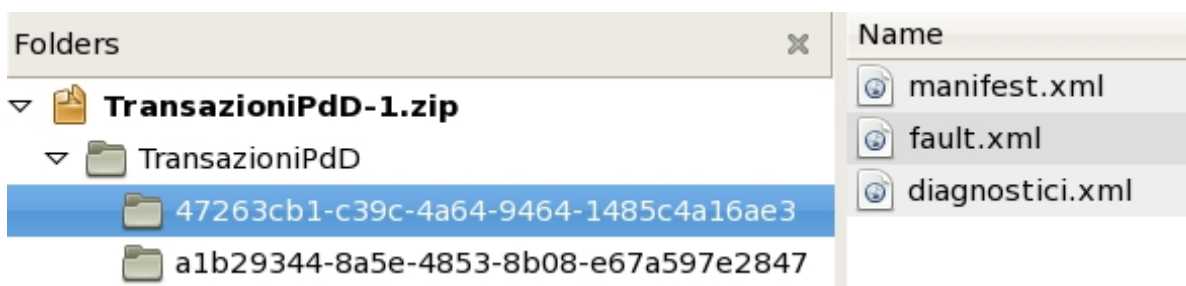 Folders
TransazioniPdD-1.zip
TransazioniPdD
47263cb1-c39c-4a64-9464-1485c4a16ae3
a1b29344-8a5e-4853-8b08-e67a597e2847
Name
manifest.xml
fault.xml
diagnostici.xml